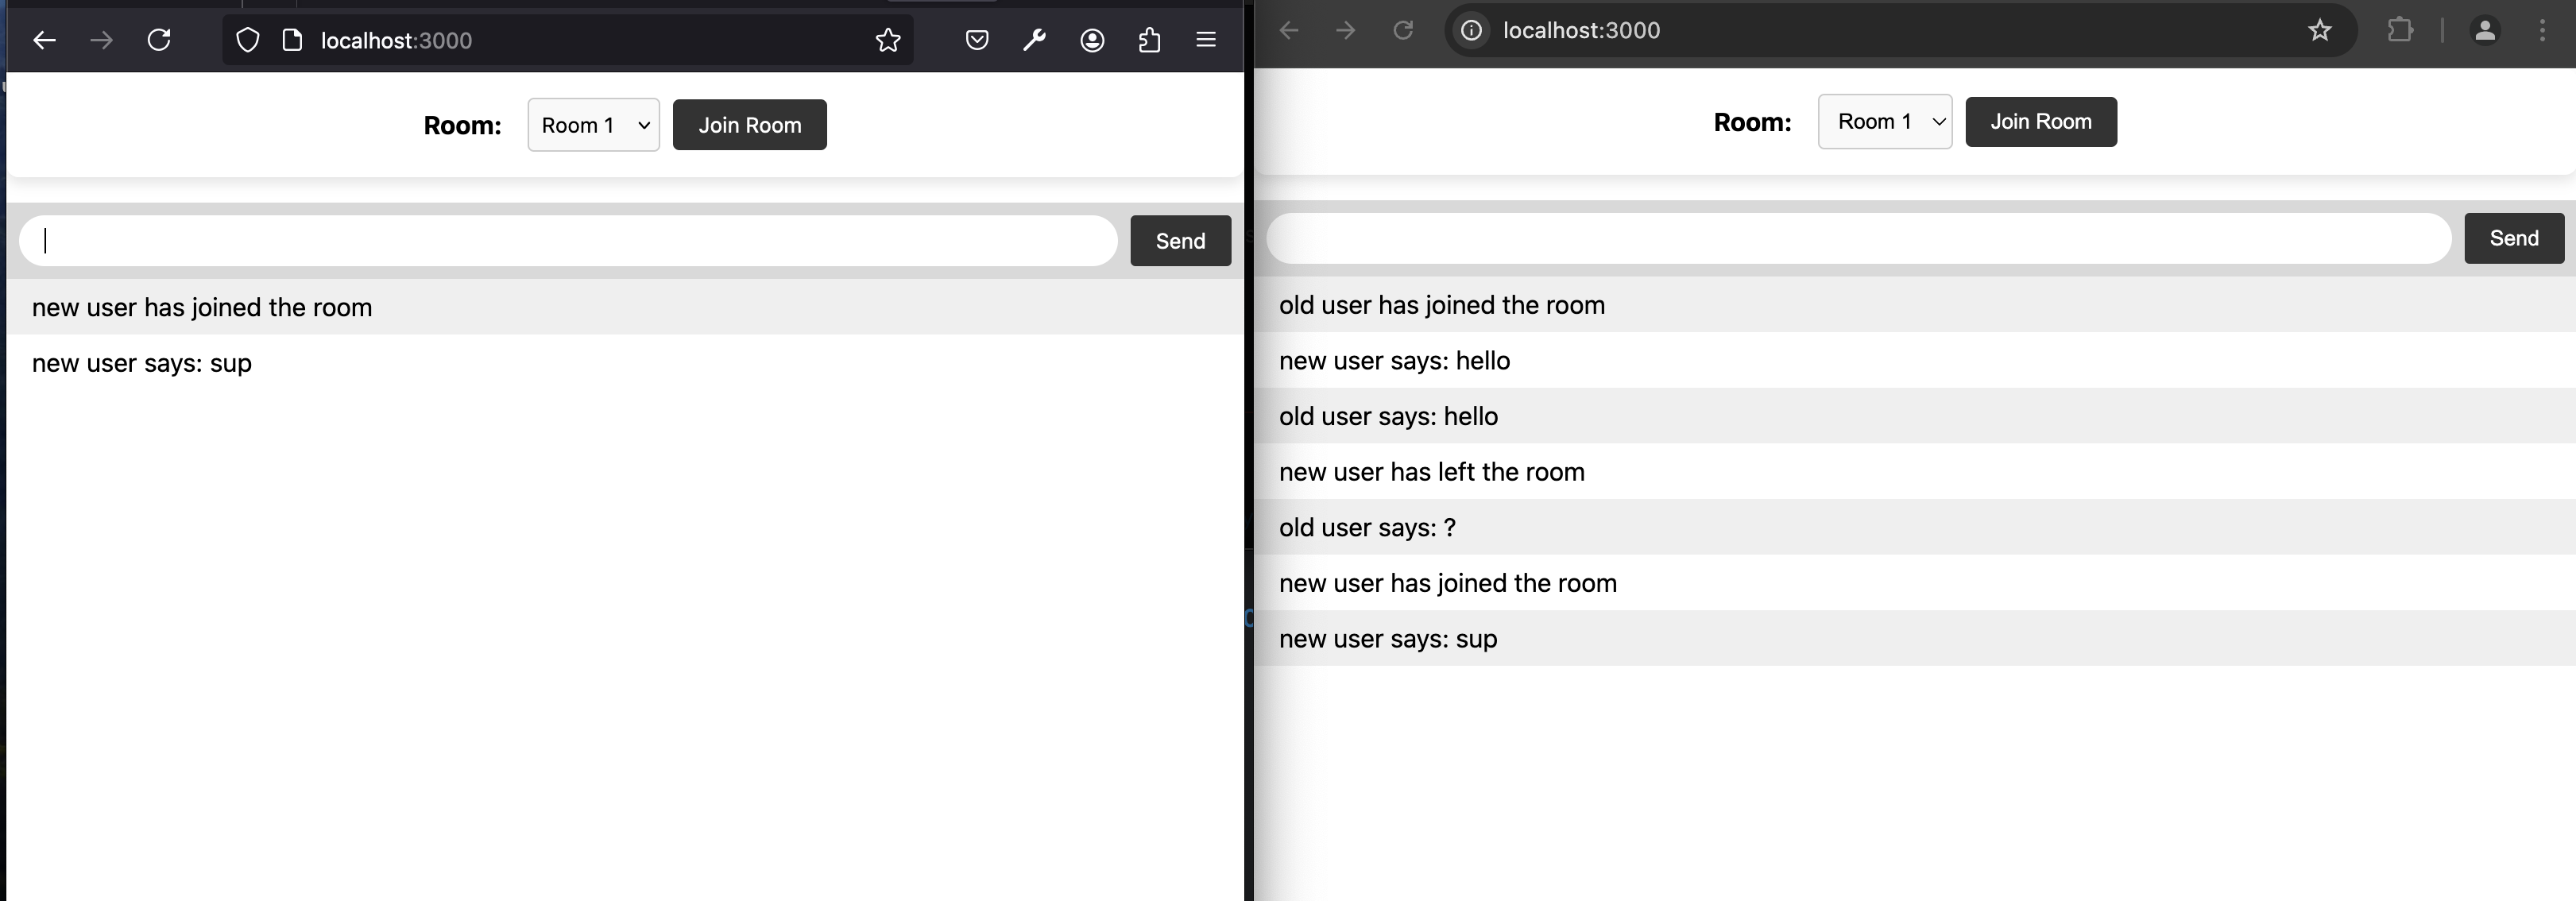 localhost:3000
Room: Room 1 Join Room
Send
new user has joined the room
new user says: sup
localhost:3000
Room: Room 1 Join Room
Send
old user has joined the room
new user says: hello
old user says: hello
new user has left the room
old user says: ?
new user has joined the room
new user says: sup